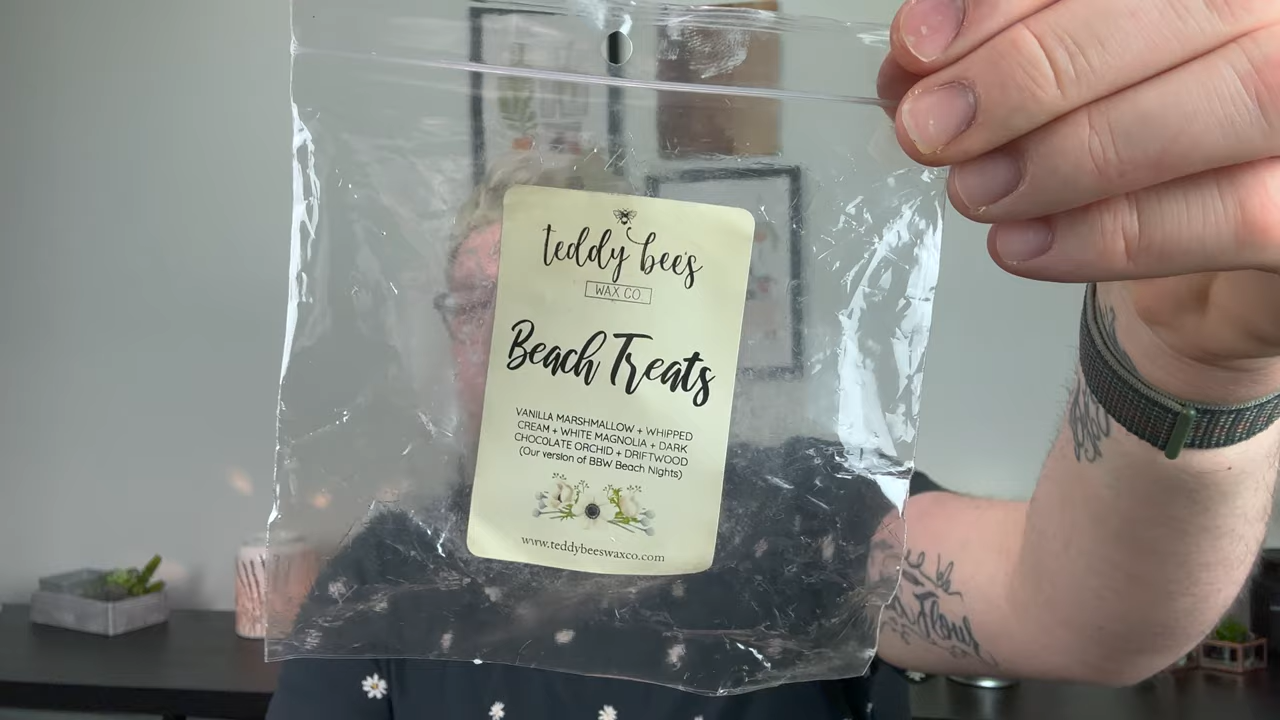 teddy bee's
WAX CO
Beach Treats
VANILLA MARSHMALLOW + WHIPPED
CREAM + WHITE MAGNOLIA + DARK
CHOCOLATE ORCHID + DRIFTWOOD
(Our version of BBW Beach Nights)
www.teddybeeswaxco.com